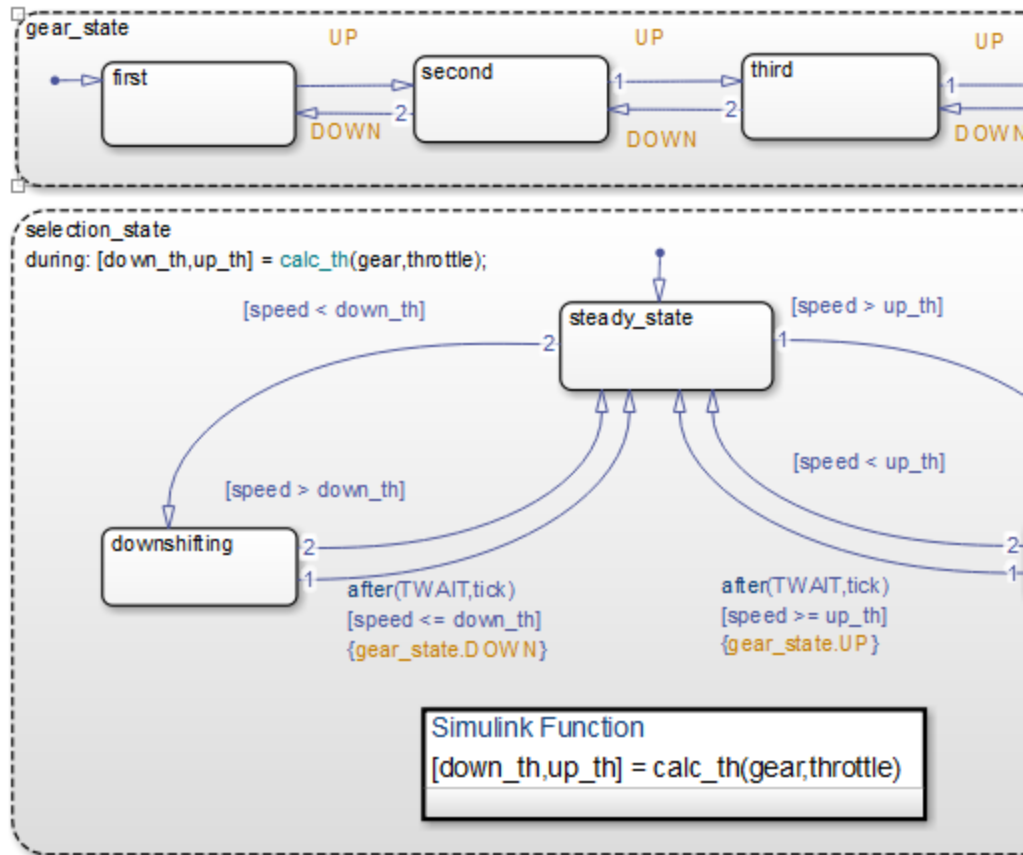 gear_state
UP
UP
UP
first
second
third
1
1
2
2
DOWN
DOWN
DOWN
selection_state
during: [down_th,up_th] = calc_th(gear,throttle);
[speed < down_th]
[speed > up_th]
steady_state
2
1
[speed < up_th]
[speed > down_th]
downshifting
2
1
2
1
after(TWAIT,tick)
[speed <= down_th]
{gear_state.DOWN}
after(TWAIT,tick)
[speed >= up_th]
{gear_state.UP}
Simulink Function
[down_th,up_th] = calc_th(gear,throttle)